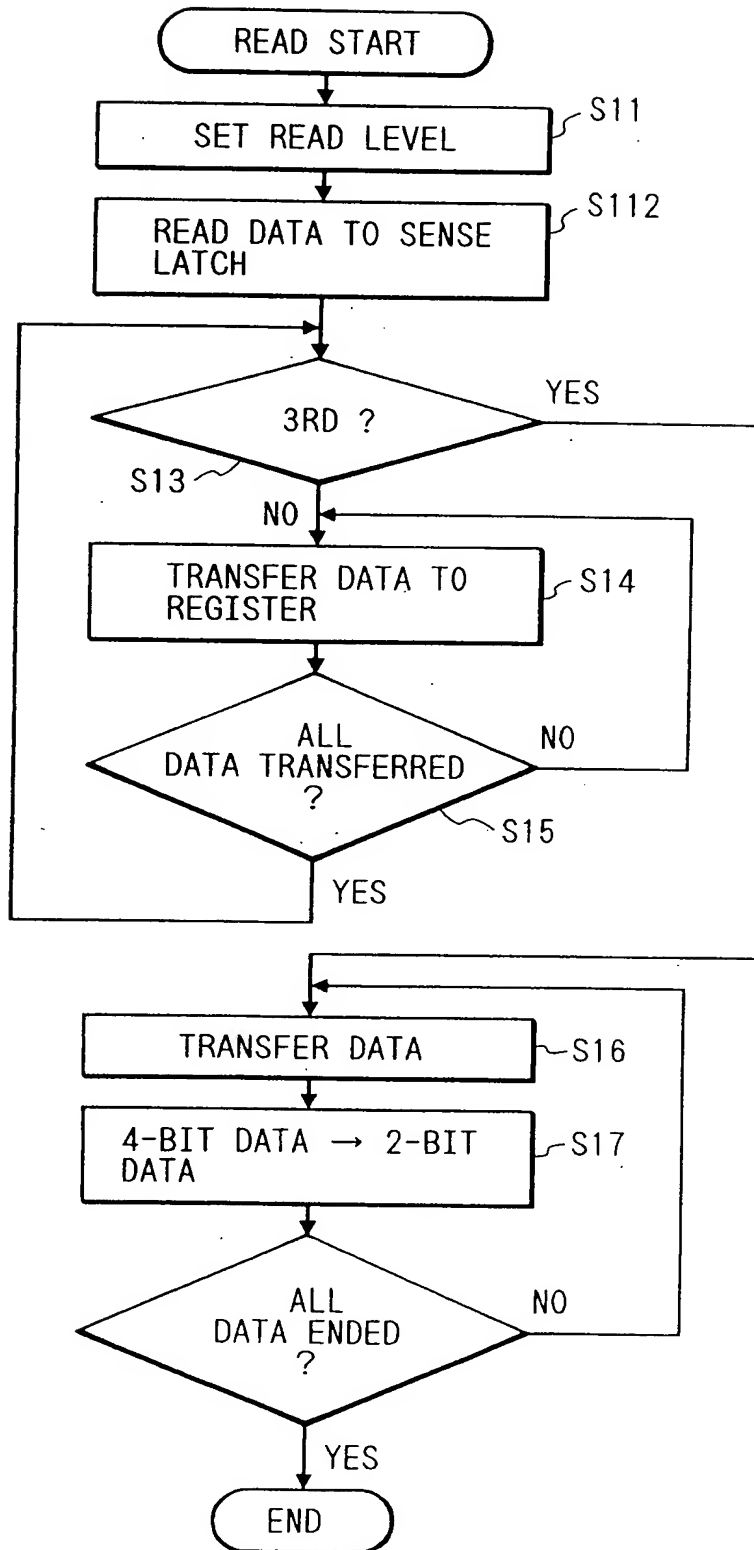 READ START
SET READ LEVEL
S11
READ DATA TO SENSE
LATCH
S112
3RD ?
YES
S13
NO
TRANSFER DATA TO
REGISTER
S14
ALL
DATA TRANSFERRED
?
NO
S15
YES
TRANSFER DATA
S16
4-BIT DATA → 2-BIT
DATA
S17
ALL
DATA ENDED
?
NO
YES
END